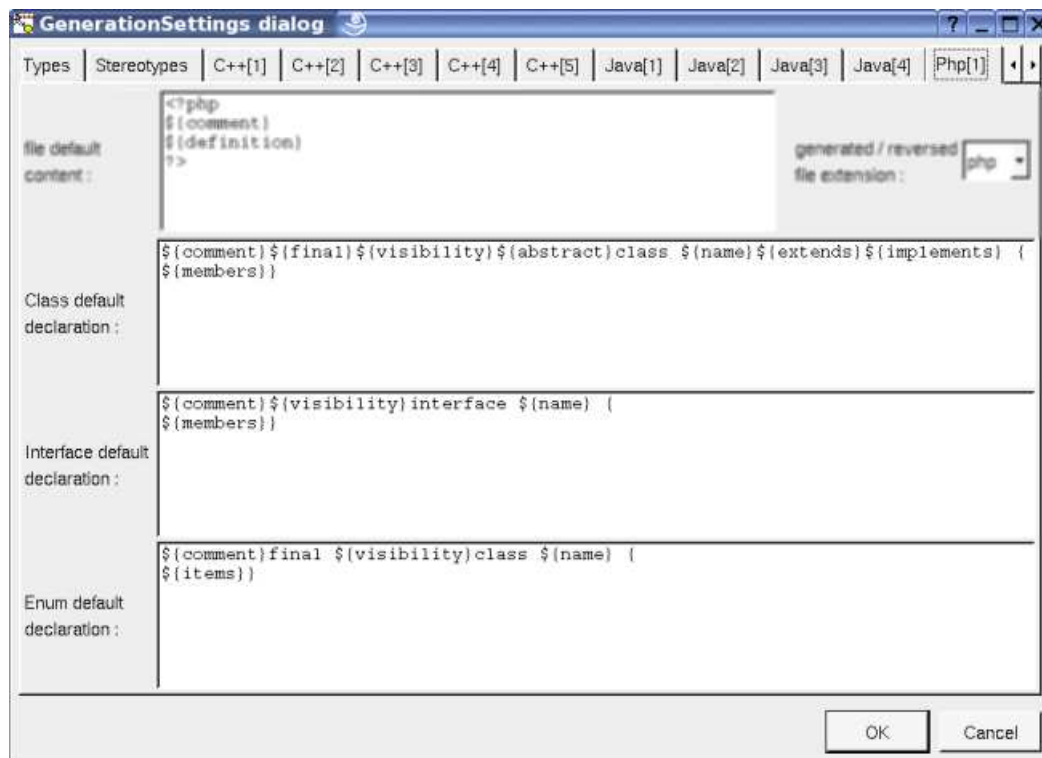 GenerationSettings dialog
Types Stereotypes C++[1] C++[2] C++[3] C++[4] C++[5] Java[1] Java[2] Java[3] Java[4] Php[1]
file default
content :
<?php
${comment}
${definition}
?>
generated / reversed
file extension :
php
Class default
declaration :
${comment}${final}${visibility}${abstract}class ${name}${extends}${implements} {
${members}}
Interface default
declaration :
${comment}${visibility}interface ${name} {
${members}}
Enum default
declaration :
${comment}final ${visibility}class ${name} {
${items}}
OK
Cancel